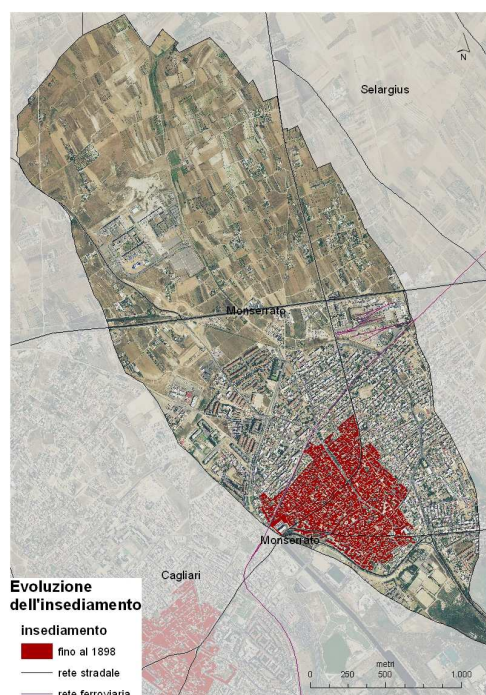 N
Selargius
Monserrato
Monserrato
Cagliari
Evoluzione
dell'insediamento
insediamento
fino al 1898
rete stradale
rete ferroviaria
metri
0 250 500 1.000